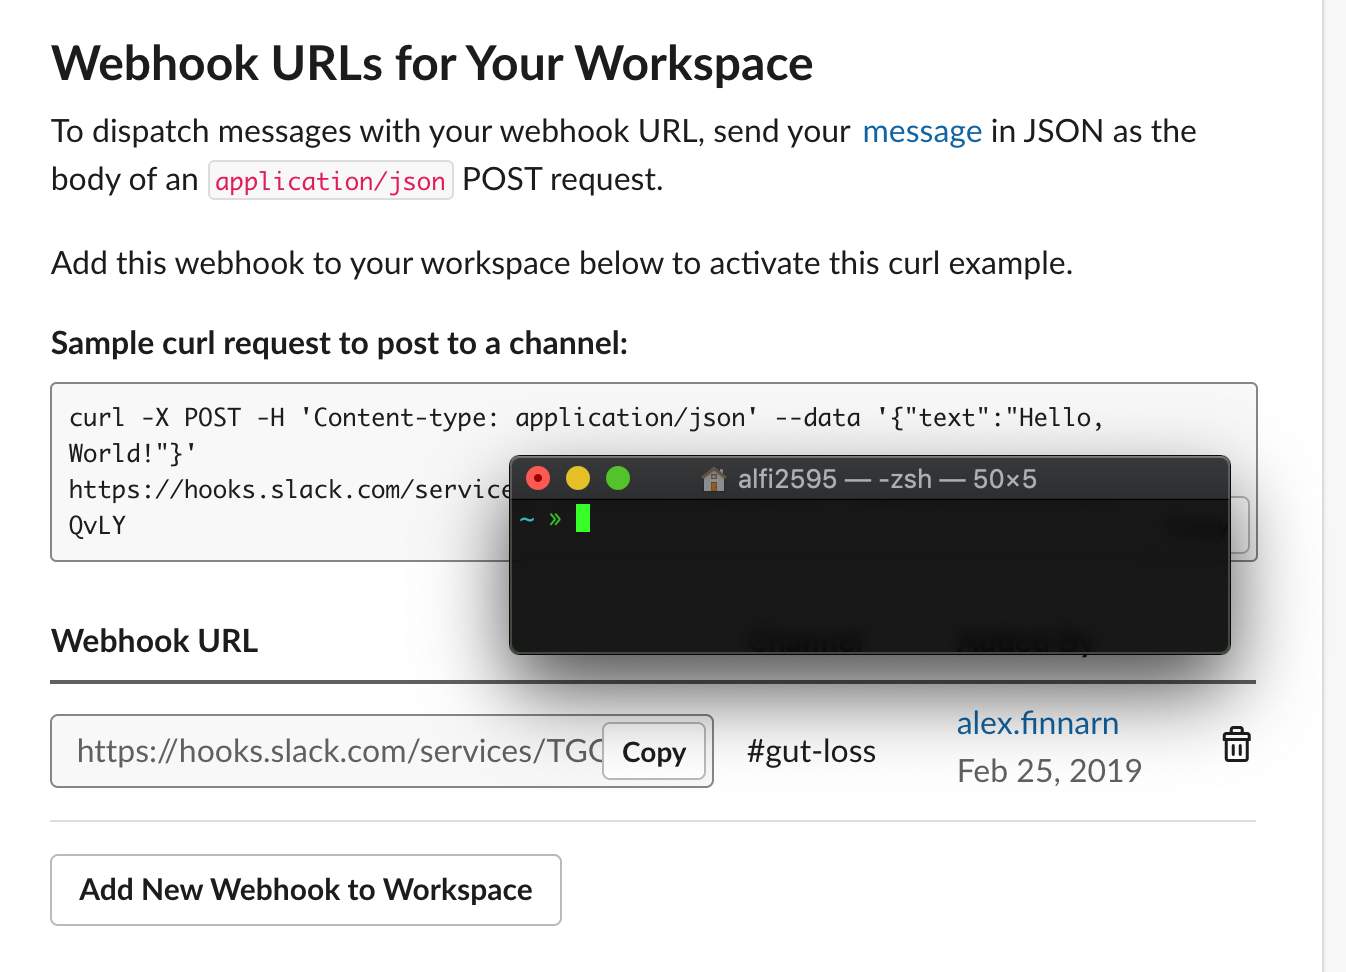 Webhook URLs for Your Workspace
To dispatch messages with your webhook URL, send your message in JSON as the
body of an application/json POST request.
Add this webhook to your workspace below to activate this curl example.
Sample curl request to post to a channel:
curl -X POST -H 'Content-type: application/json' --data '{"text":"Hello,
World!"}'
https://hooks.slack.com/service
QvLY
alfi2595 — -zsh — 50×5
~ »
Webhook URL Channel Added By
https://hooks.slack.com/services/TGC Copy #gut-loss alex.finnarn
Feb 25, 2019
Add New Webhook to Workspace